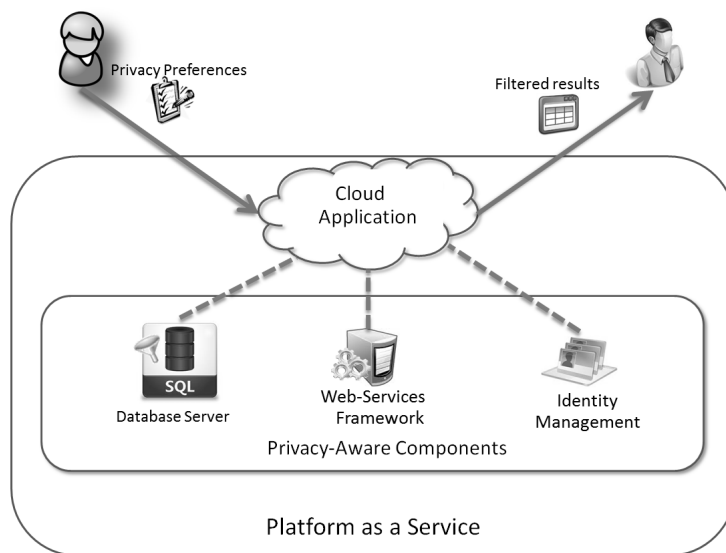 Privacy Preferences
Filtered results
Cloud
Application
SQL
Database Server
Web-Services
Framework
Identity
Management
Privacy-Aware Components
Platform as a Service